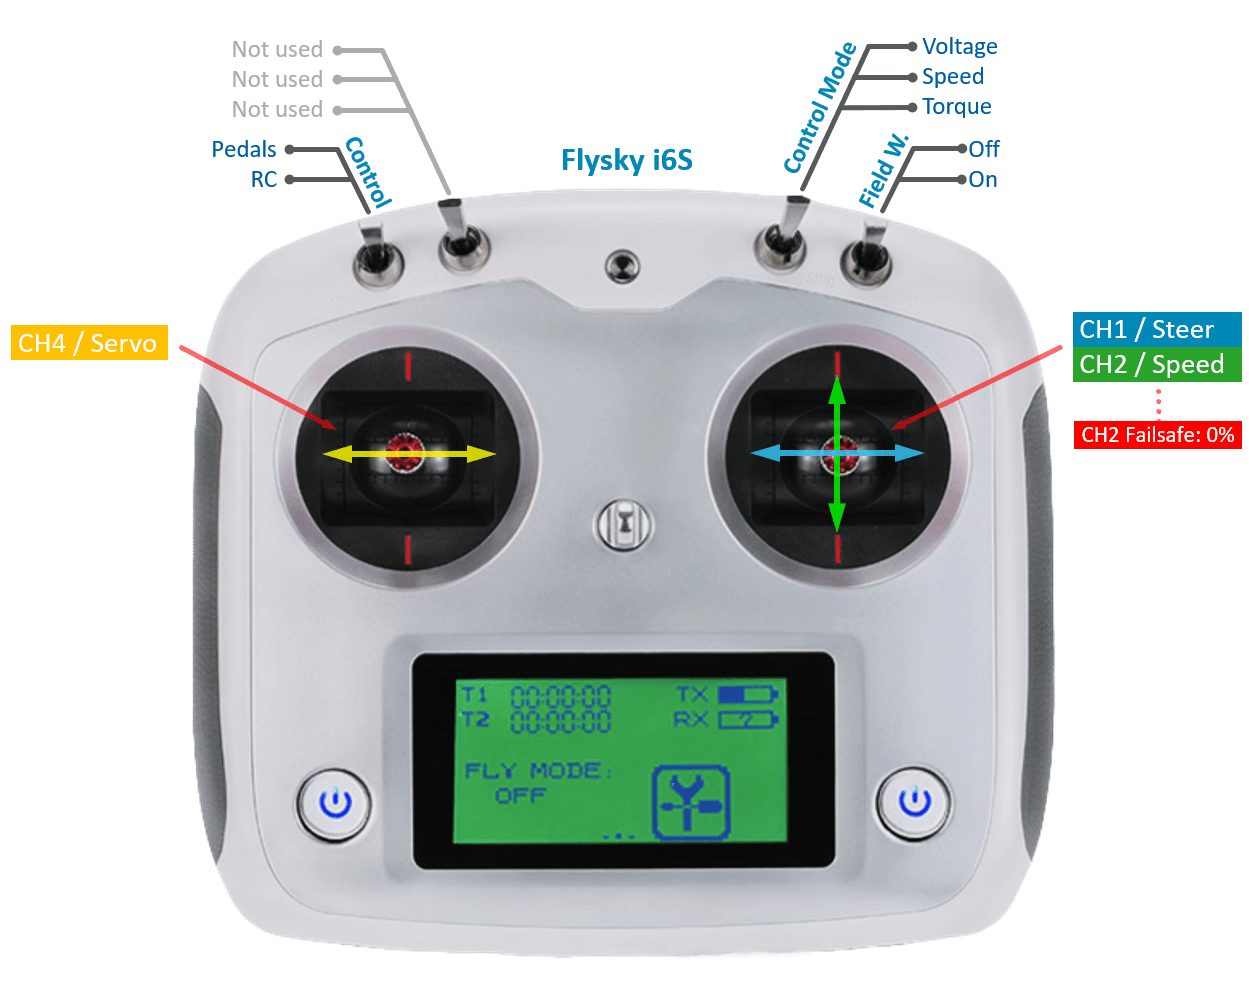 Not used
Not used
Not used
Pedals
RC
Control
Flysky i6S
Control Mode
Voltage
Speed
Torque
Field W.
Off
On
CH4 / Servo
CH1 / Steer
CH2 / Speed
CH2 Failsafe: 0%
T1 00:00:00 TX
T2 00:00:00 RX ?
FLY MODE:
OFF